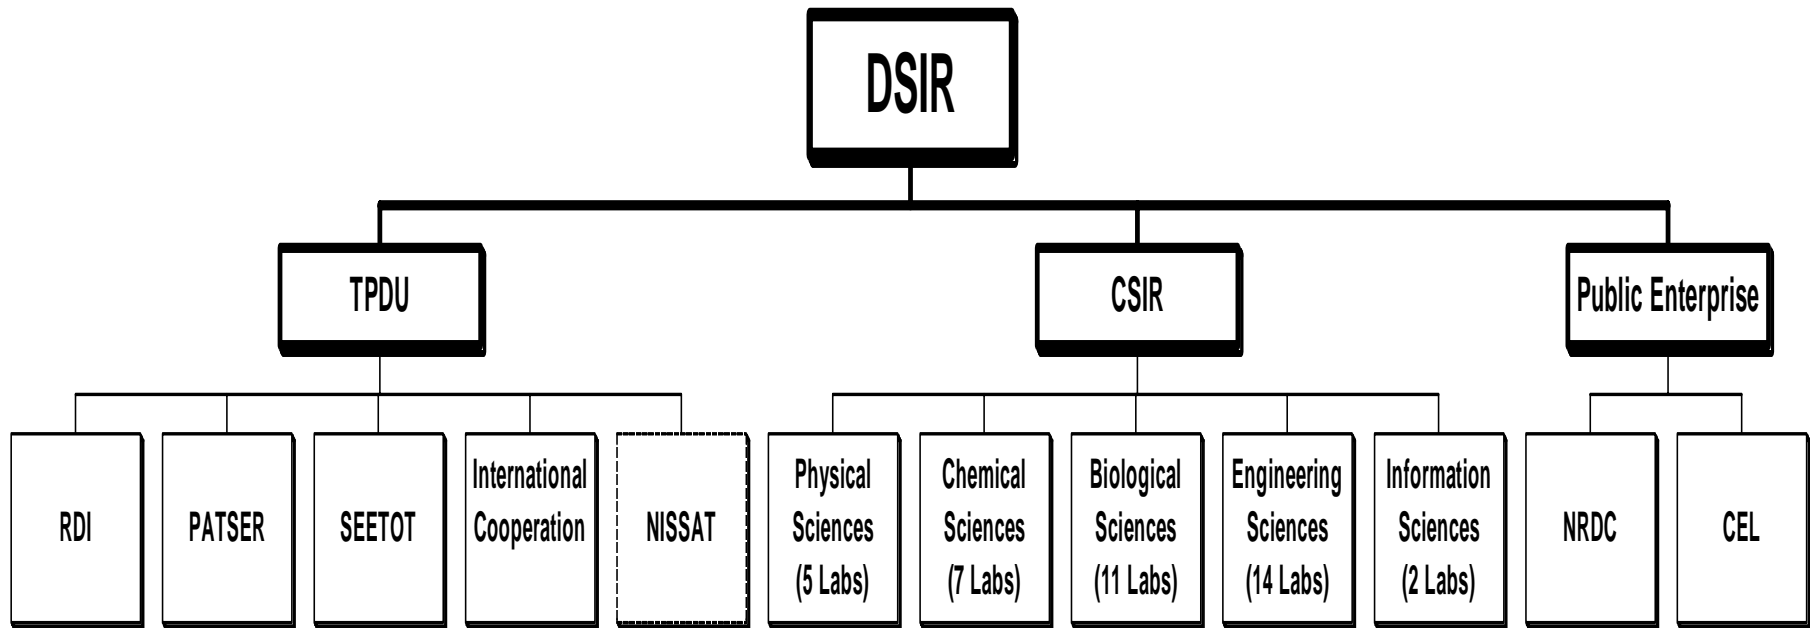 DSIR
TPDU
CSIR
Public Enterprise
RDI
PATSER
SEETOT
International
Cooperation
NISSAT
Physical
Sciences
(5 Labs)
Chemical
Sciences
(7 Labs)
Biological
Sciences
(11 Labs)
Engineering
Sciences
(14 Labs)
Information
Sciences
(2 Labs)
NRDC
CEL